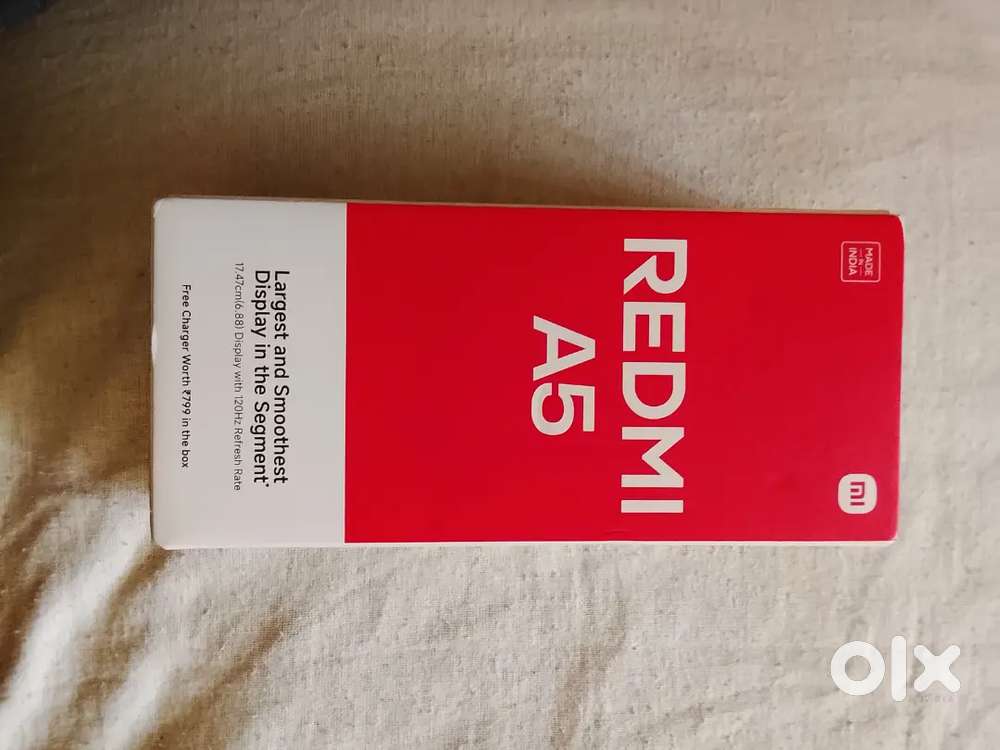 MADE
IN
INDIA
mi
REDMI
A5
Largest and Smoothest
Display in the Segment*
17.47cm(6.88) Display with 120Hz Refresh Rate
Free Charger Worth ₹799 in the box
olx